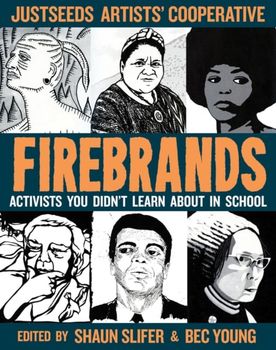 JUSTSEEDS ARTISTS' COOPERATIVE
FIREBRANDS
ACTIVISTS YOU DIDN'T LEARN ABOUT IN SCHOOL
EDITED BY SHAUN SLIFER & BEC YOUNG